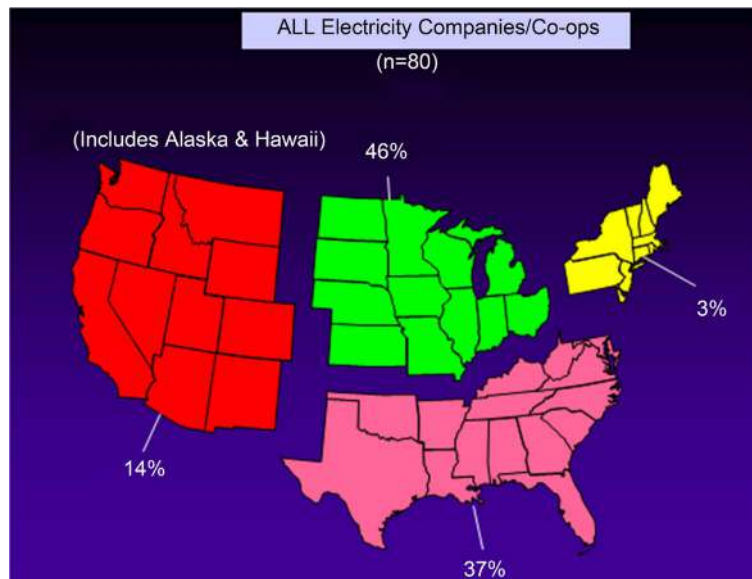 ALL Electricity Companies/Co-ops
(n=80)
(Includes Alaska & Hawaii)
46%
3%
14%
37%